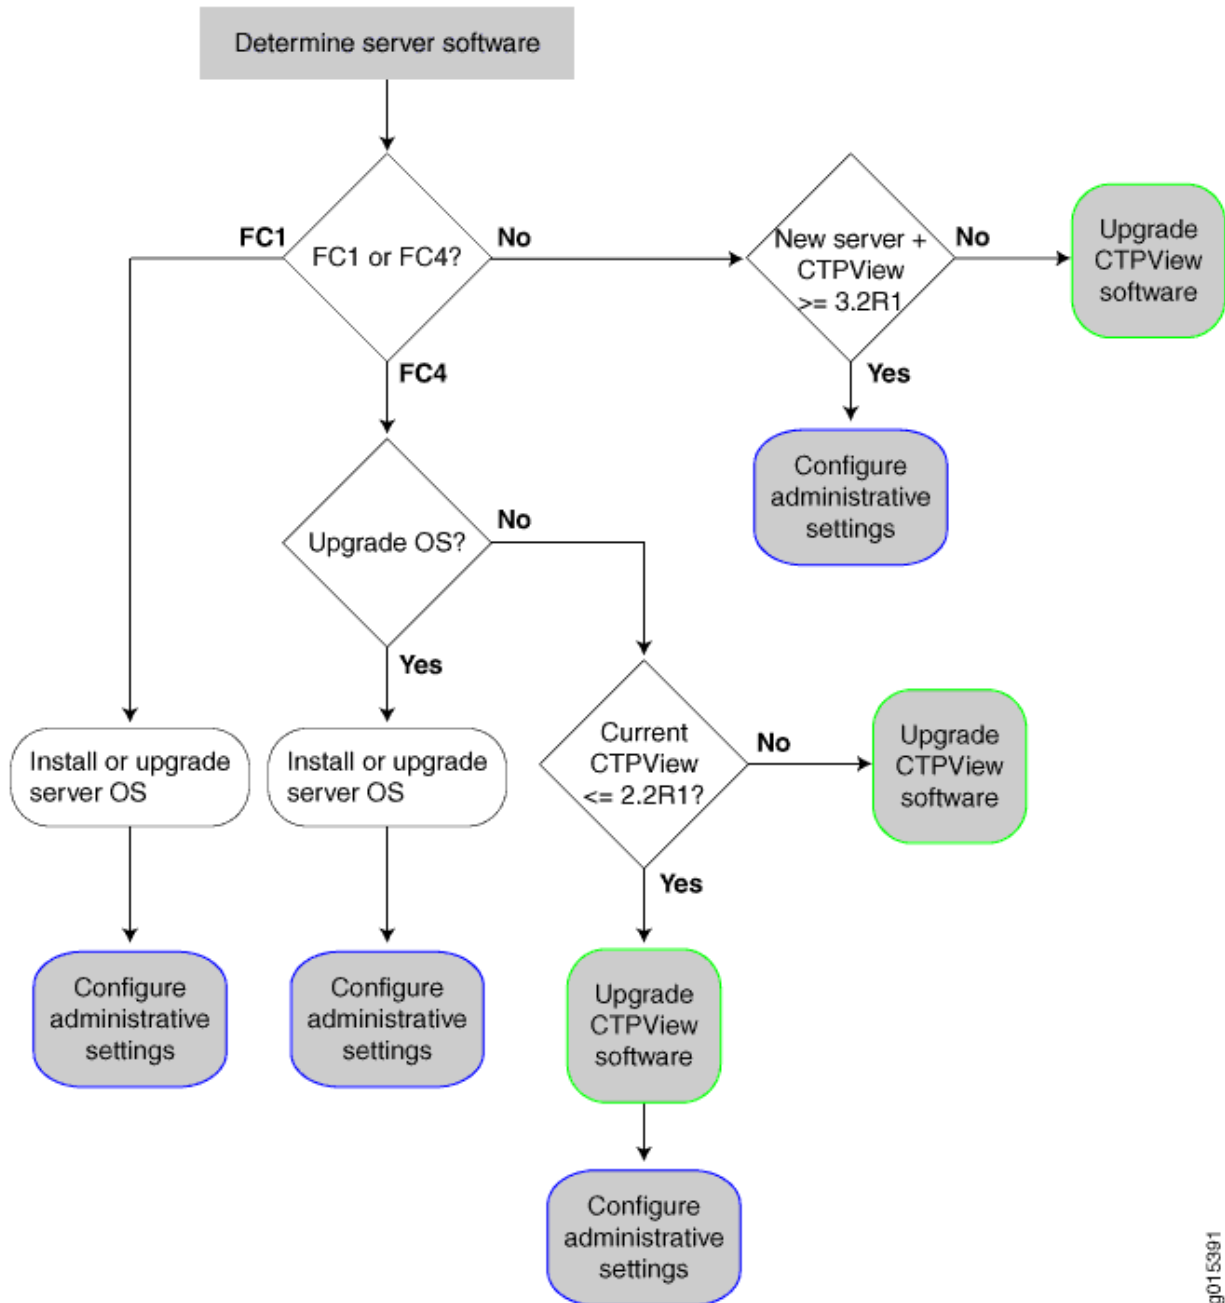 Determine server software
FC1
FC1 or FC4?
No
New server +
CTPView
>= 3.2R1
No
Upgrade
CTPView
software
FC4
Yes
Configure
administrative
settings
Upgrade OS?
No
Yes
Install or upgrade
server OS
Install or upgrade
server OS
Current
CTPView
<= 2.2R1?
No
Upgrade
CTPView
software
Yes
Configure
administrative
settings
Configure
administrative
settings
Upgrade
CTPView
software
Configure
administrative
settings
g015391